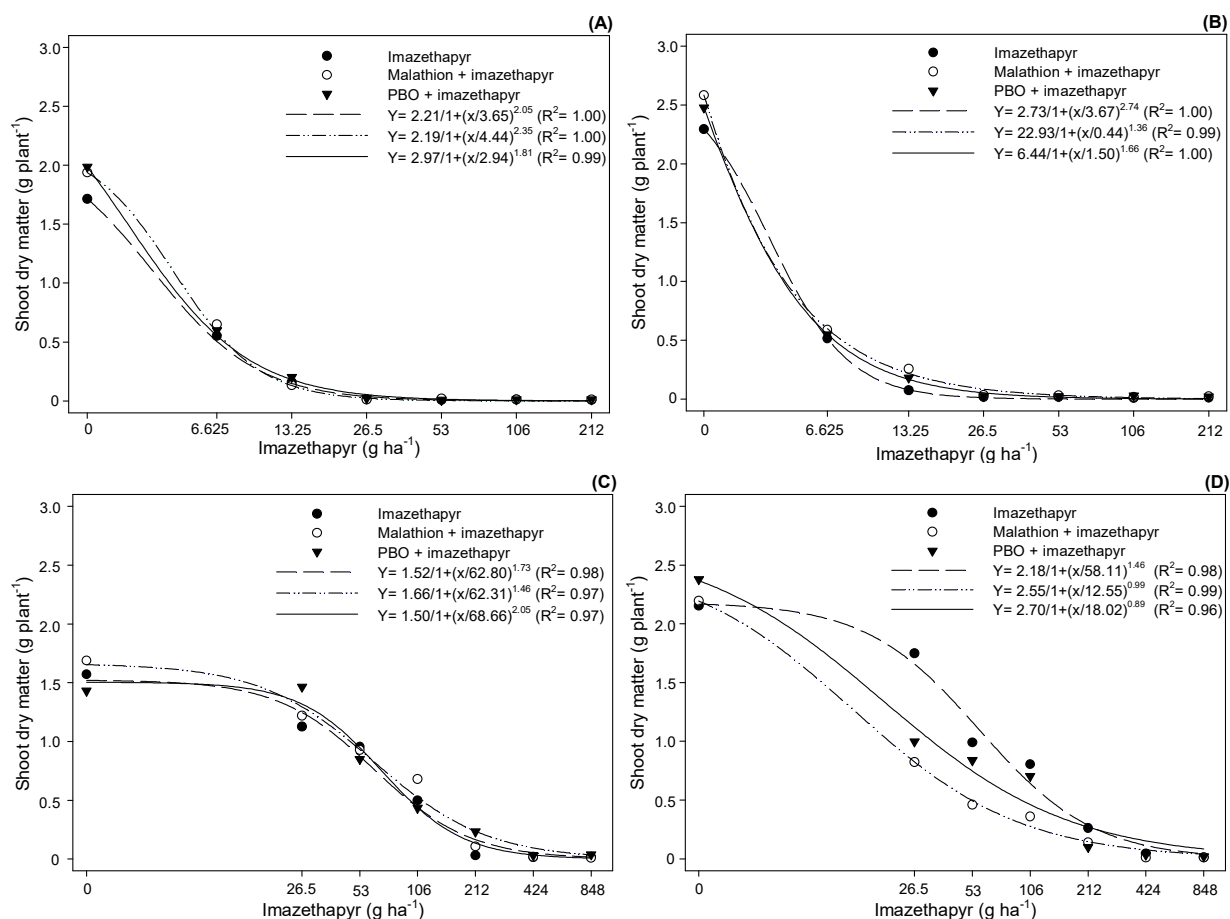 (A)
3.0
2.5
2.0
1.5
1.0
0.5
0
Shoot dry matter (g plant⁻¹)
Imazethapyr
Malathion + imazethapyr
PBO + imazethapyr
Y= 2.21/1+(x/3.65)^2.05 (R²= 1.00)
Y= 2.19/1+(x/4.44)^2.35 (R²= 1.00)
Y= 2.97/1+(x/2.94)^1.81 (R²= 0.99)
0 6.625 13.25 26.5 53 106 212
Imazethapyr (g ha⁻¹)
(B)
3.0
2.5
2.0
1.5
1.0
0.5
0
Shoot dry matter (g plant⁻¹)
Imazethapyr
Malathion + imazethapyr
PBO + imazethapyr
Y= 2.73/1+(x/3.67)^2.74 (R²= 1.00)
Y= 22.93/1+(x/0.44)^1.36 (R²= 0.99)
Y= 6.44/1+(x/1.50)^1.66 (R²= 1.00)
0 6.625 13.25 26.5 53 106 212
Imazethapyr (g ha⁻¹)
(C)
3.0
2.5
2.0
1.5
1.0
0.5
0
Shoot dry matter (g plant⁻¹)
Imazethapyr
Malathion + imazethapyr
PBO + imazethapyr
Y= 1.52/1+(x/62.80)^1.73 (R²= 0.98)
Y= 1.66/1+(x/62.31)^1.46 (R²= 0.97)
Y= 1.50/1+(x/68.66)^2.05 (R²= 0.97)
0 26.5 53 106 212 424 848
Imazethapyr (g ha⁻¹)
(D)
3.0
2.5
2.0
1.5
1.0
0.5
0
Shoot dry matter (g plant⁻¹)
Imazethapyr
Malathion + imazethapyr
PBO + imazethapyr
Y= 2.18/1+(x/58.11)^1.46 (R²= 0.98)
Y= 2.55/1+(x/12.55)^0.99 (R²= 0.99)
Y= 2.70/1+(x/18.02)^0.89 (R²= 0.96)
0 26.5 53 106 212 424 848
Imazethapyr (g ha⁻¹)